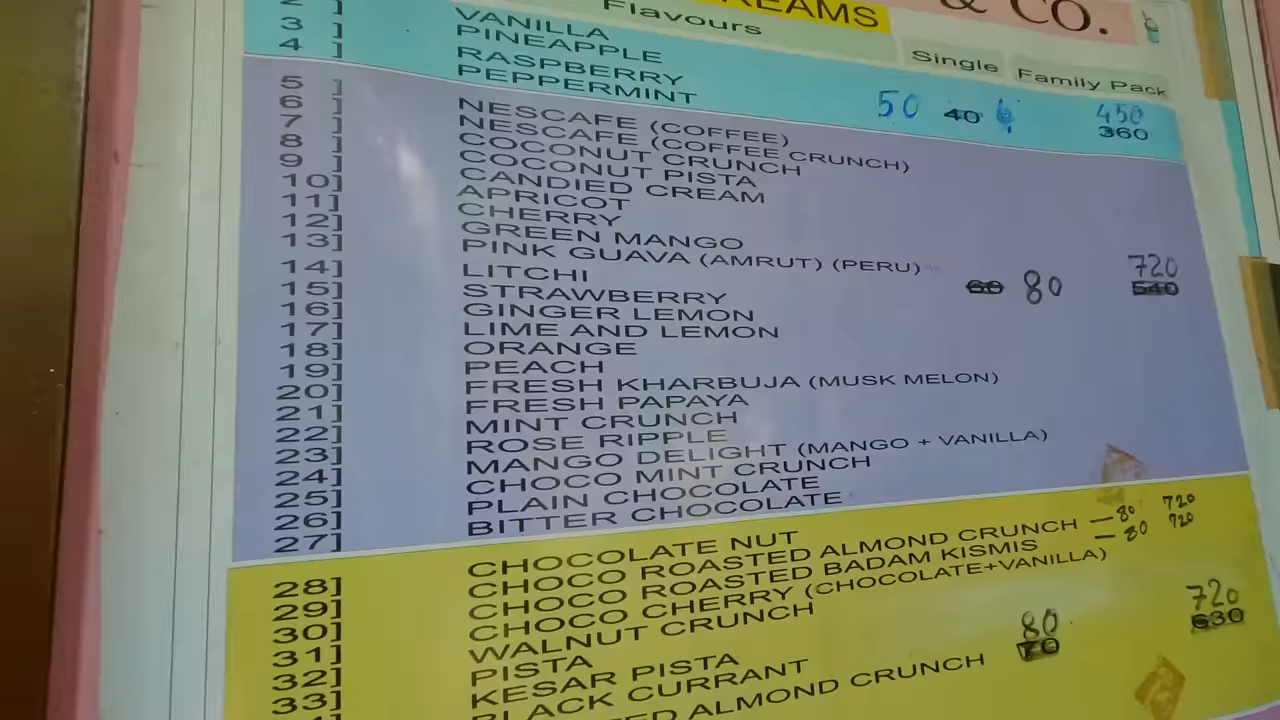 & CO.
Flavours Single Family Pack
VANILLA
2 ] PINEAPPLE
3 ] RASPBERRY
4 ] PEPPERMINT 50 40 450 360
5 ] NESCAFE (COFFEE)
6 ] NESCAFE (COFFEE CRUNCH)
7 ] COCONUT CRUNCH
8 ] COCONUT PISTA
9 ] CANDIED CREAM
10] APRICOT
11] CHERRY
12] GREEN MANGO
13] PINK GUAVA (AMRUT) (PERU)
14] LITCHI 60 80 720 540
15] STRAWBERRY
16] GINGER LEMON
17] LIME AND LEMON
18] ORANGE
19] PEACH
20] FRESH KHARBUJA (MUSK MELON)
21] FRESH PAPAYA
22] MINT CRUNCH
23] ROSE RIPPLE
24] MANGO DELIGHT (MANGO + VANILLA)
25] CHOCO MINT CRUNCH
26] PLAIN CHOCOLATE
27] BITTER CHOCOLATE
28] CHOCOLATE NUT
29] CHOCO ROASTED ALMOND CRUNCH — 80 720
30] CHOCO ROASTED BADAM KISMIS — 80 720
31] CHOCO CHERRY (CHOCOLATE+VANILLA)
32] WALNUT CRUNCH
33] PISTA 80 70 720 630
KESAR PISTA
BLACK CURRANT
ALMOND CRUNCH